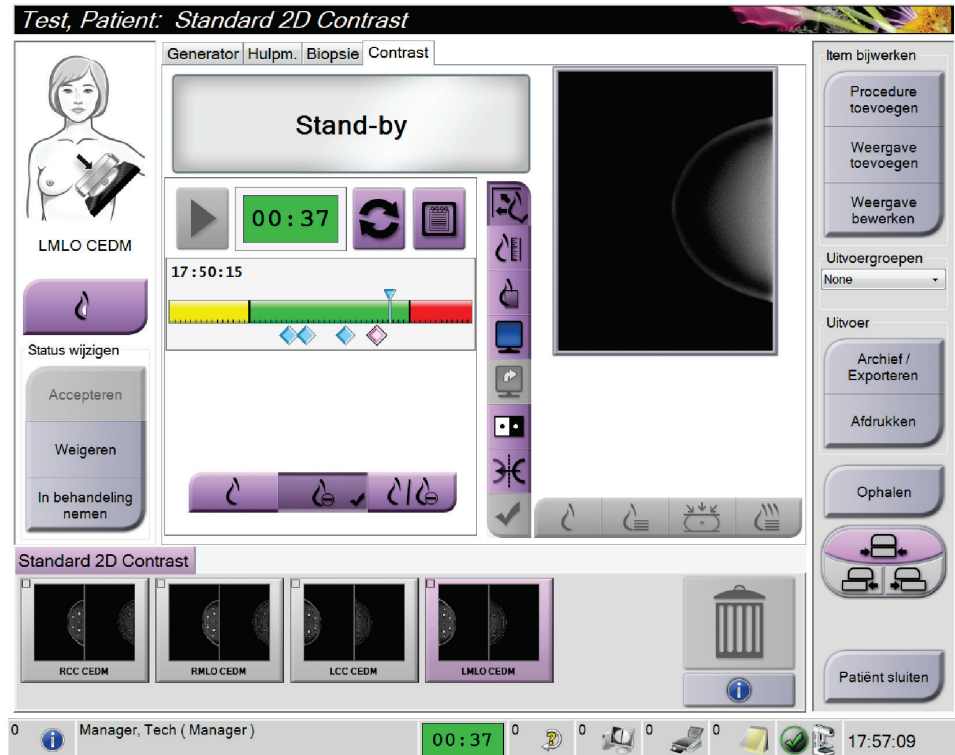 Test, Patient: Standard 2D Contrast
Generator Hulpm. Biopsie Contrast
Stand-by
00:37
17:50:15
LMLO CEDM
Status wijzigen
Accepteren
Weigeren
In behandeling
nemen
Item bijwerken
Procedure
toevoegen
Weergave
toevoegen
Weergave
bewerken
Uitvoergroepen
None
Uitvoer
Archief /
Exporteren
Afdrukken
Ophalen
Patiënt sluiten
Standard 2D Contrast
RCC CEDM
RMLO CEDM
LCC CEDM
LMLO CEDM
0 Manager, Tech ( Manager ) 00:37 0 0 0 0 17:57:09